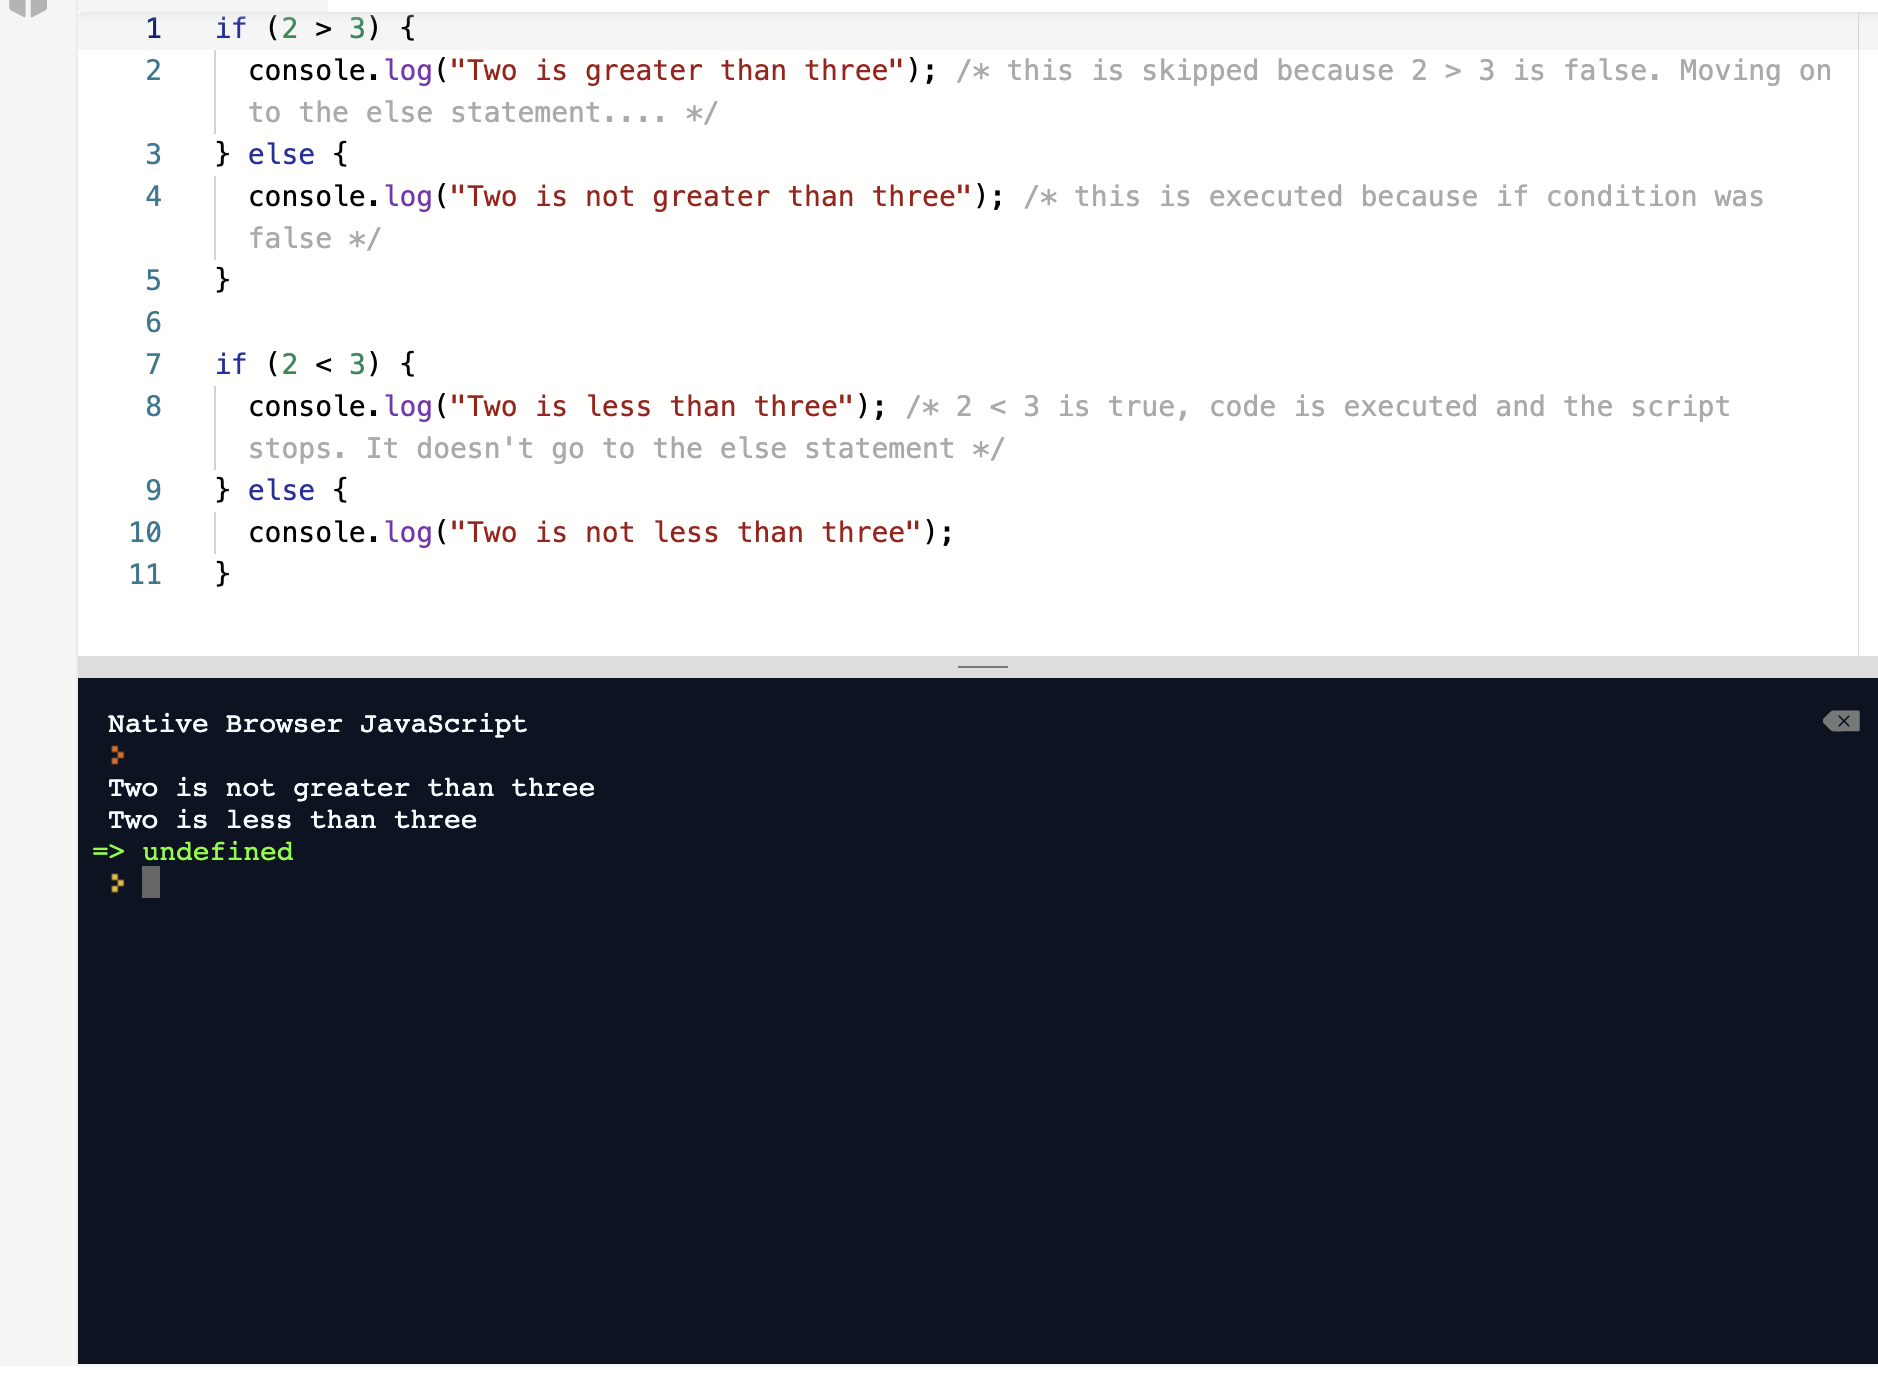 1 if (2 > 3) {
2 console.log("Two is greater than three"); /* this is skipped because 2 > 3 is false. Moving on
to the else statement.... */
3 } else {
4 console.log("Two is not greater than three"); /* this is executed because if condition was
false */
5 }
6
7 if (2 < 3) {
8 console.log("Two is less than three"); /* 2 < 3 is true, code is executed and the script
stops. It doesn't go to the else statement */
9 } else {
10 console.log("Two is not less than three");
11 }
Native Browser JavaScript
Two is not greater than three
Two is less than three
=> undefined